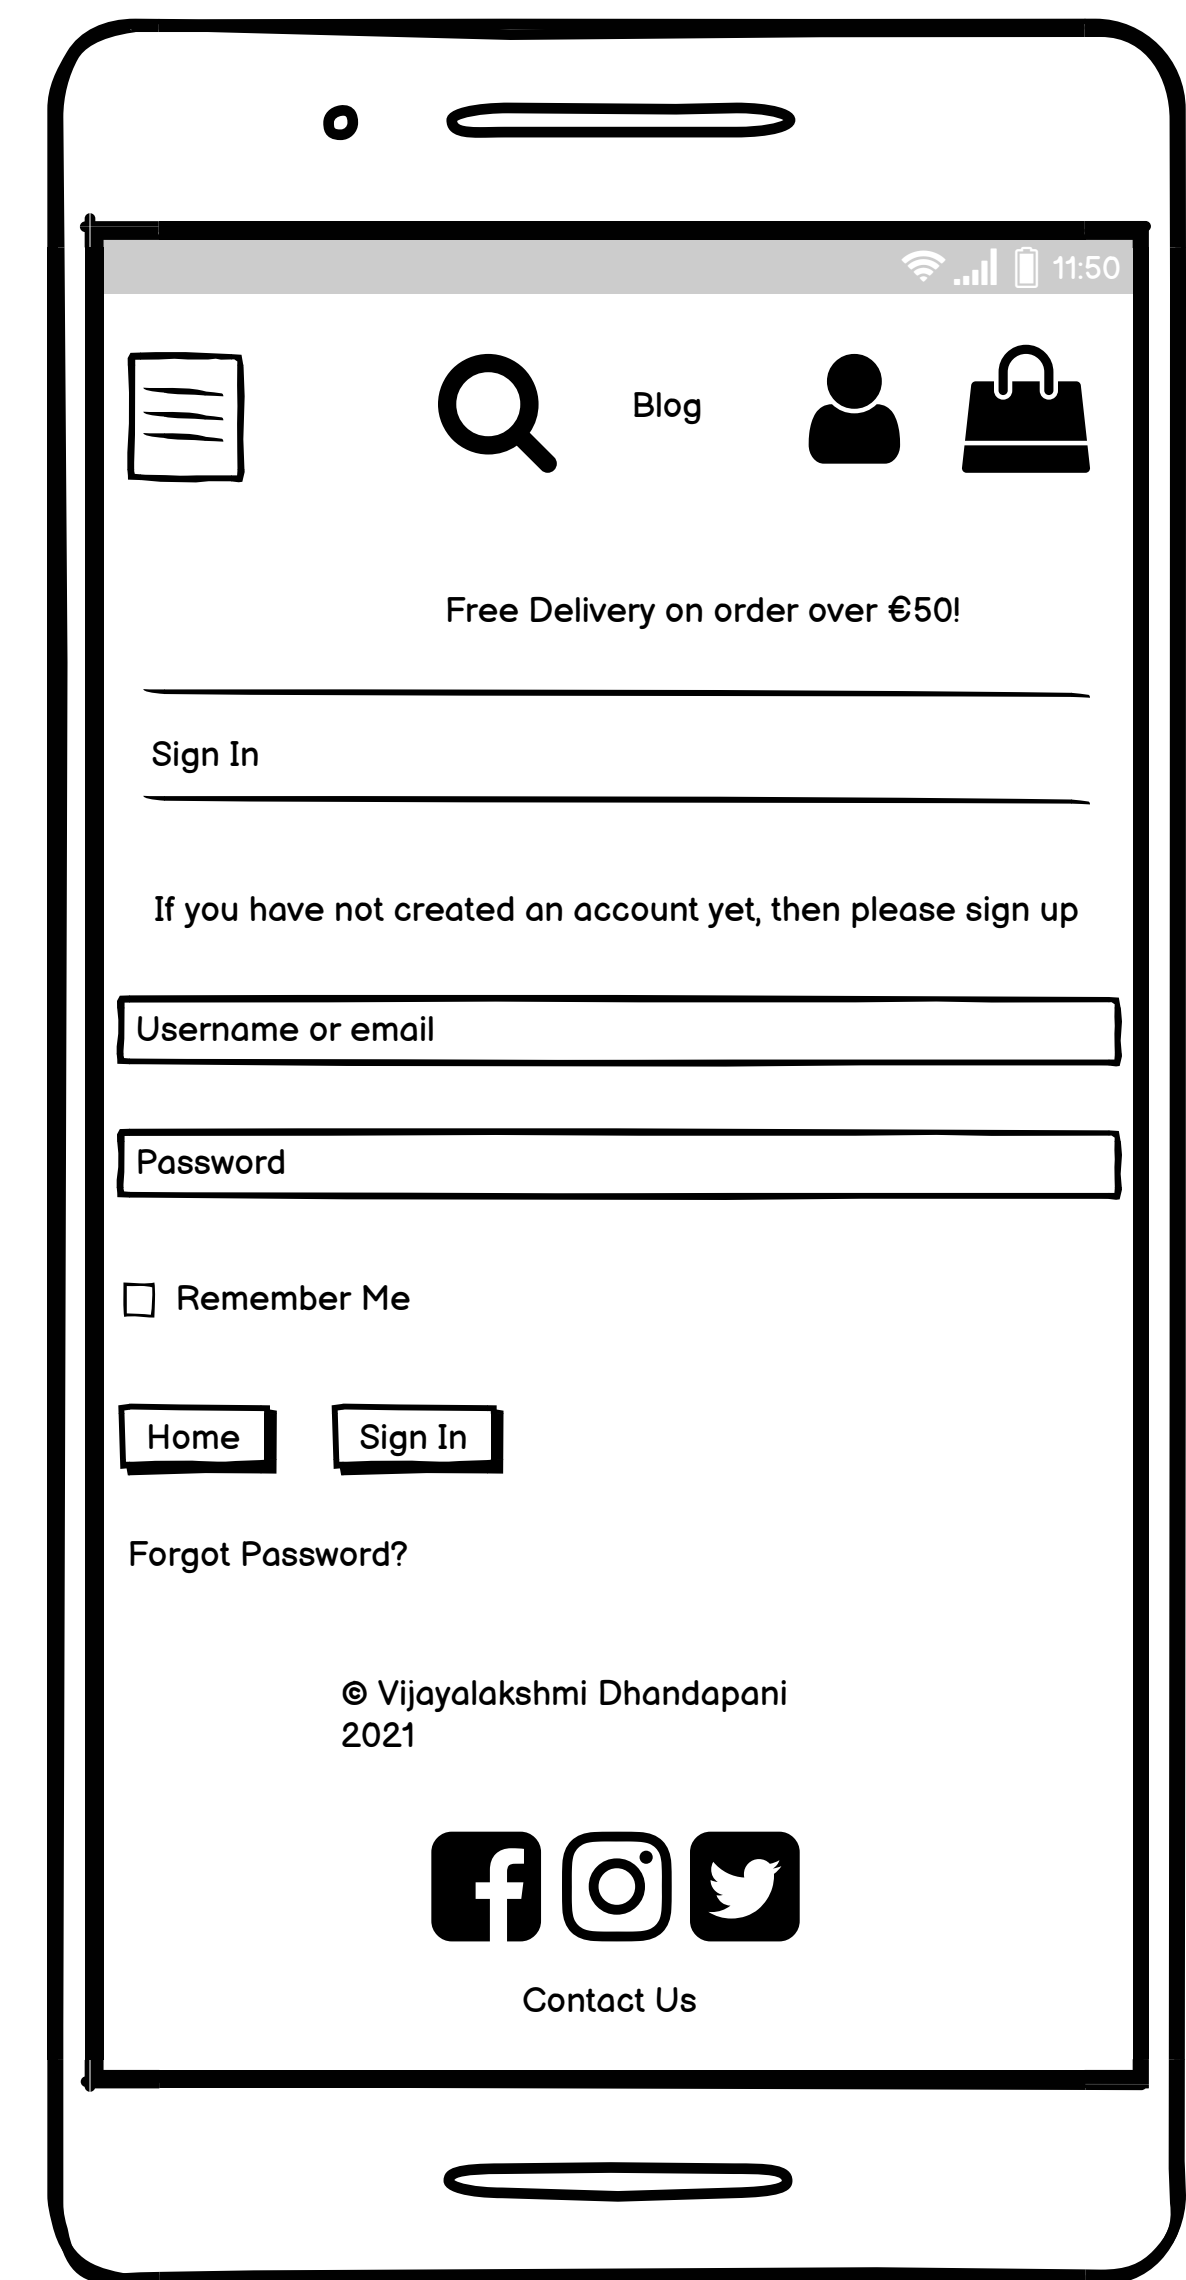 11:50
Blog
Free Delivery on order over €50!
Sign In
If you have not created an account yet, then please sign up
Username or email
Password
Remember Me
Home
Sign In
Forgot Password?
© Vijayalakshmi Dhandapani
2021
Contact Us